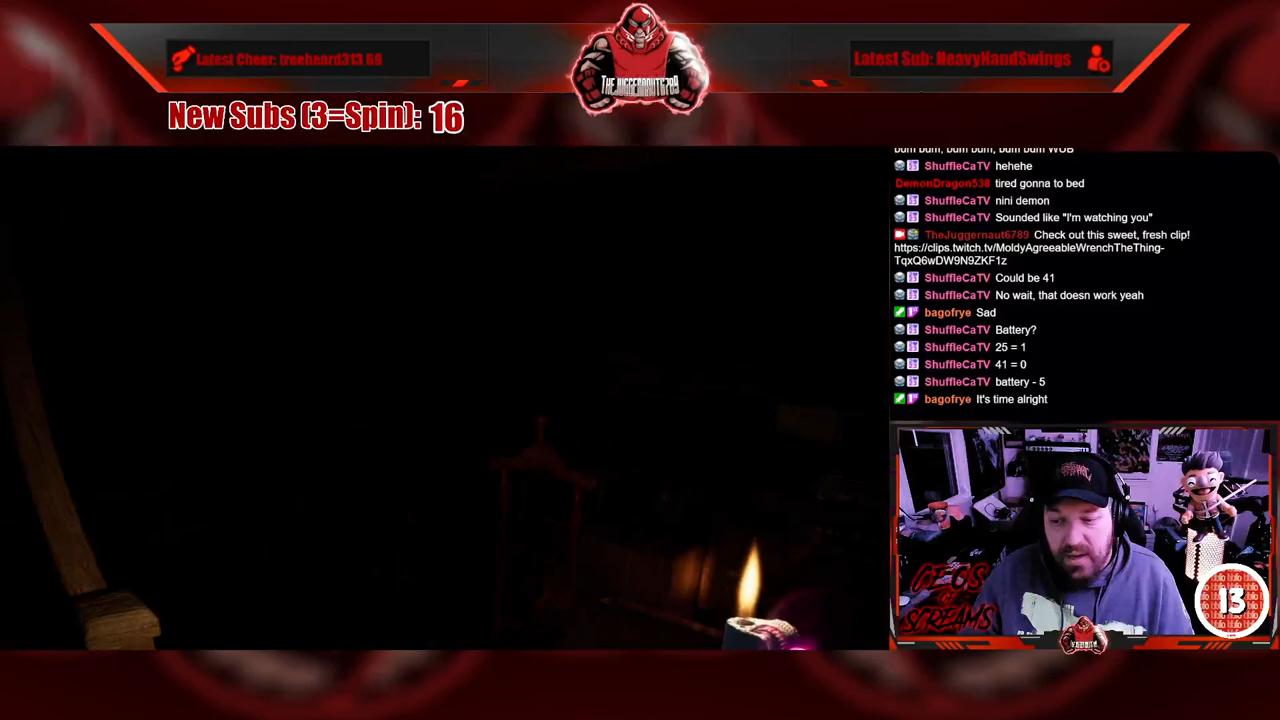 Latest Cheer: treebeard313 69
THEJUGGERNAUT6789
Latest Sub: HeavyHandSwings
New Subs (3=Spin): 16
bum bum, bum bum, bum bum WUB
ShuffleCaTV hehehe
DemonDragon538 tired gonna to bed
ShuffleCaTV nini demon
ShuffleCaTV Sounded like "I'm watching you"
TheJuggernaut6789 Check out this sweet, fresh clip!
https://clips.twitch.tv/MoldyAgreeableWrenchTheThing-
TqxQ6wDW9N9ZKF1z
ShuffleCaTV Could be 41
ShuffleCaTV No wait, that doesn work yeah
bagofrye Sad
ShuffleCaTV Battery?
ShuffleCaTV 25 = 1
ShuffleCaTV 41 = 0
ShuffleCaTV battery - 5
bagofrye It's time alright
SCREAMS
13